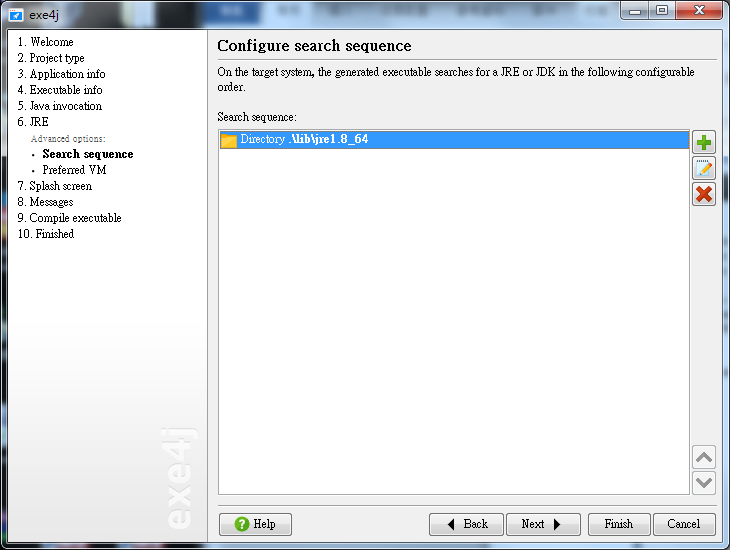 exe4j
1. Welcome
2. Project type
3. Application info
4. Executable info
5. Java invocation
6. JRE
Advanced options:
• Search sequence
• Preferred VM
7. Splash screen
8. Messages
9. Compile executable
10. Finished
exe4j
Configure search sequence
On the target system, the generated executable searches for a JRE or JDK in the following configurable
order.
Search sequence:
Directory .\lib\jre1.8_64
? Help
Back
Next
Finish
Cancel